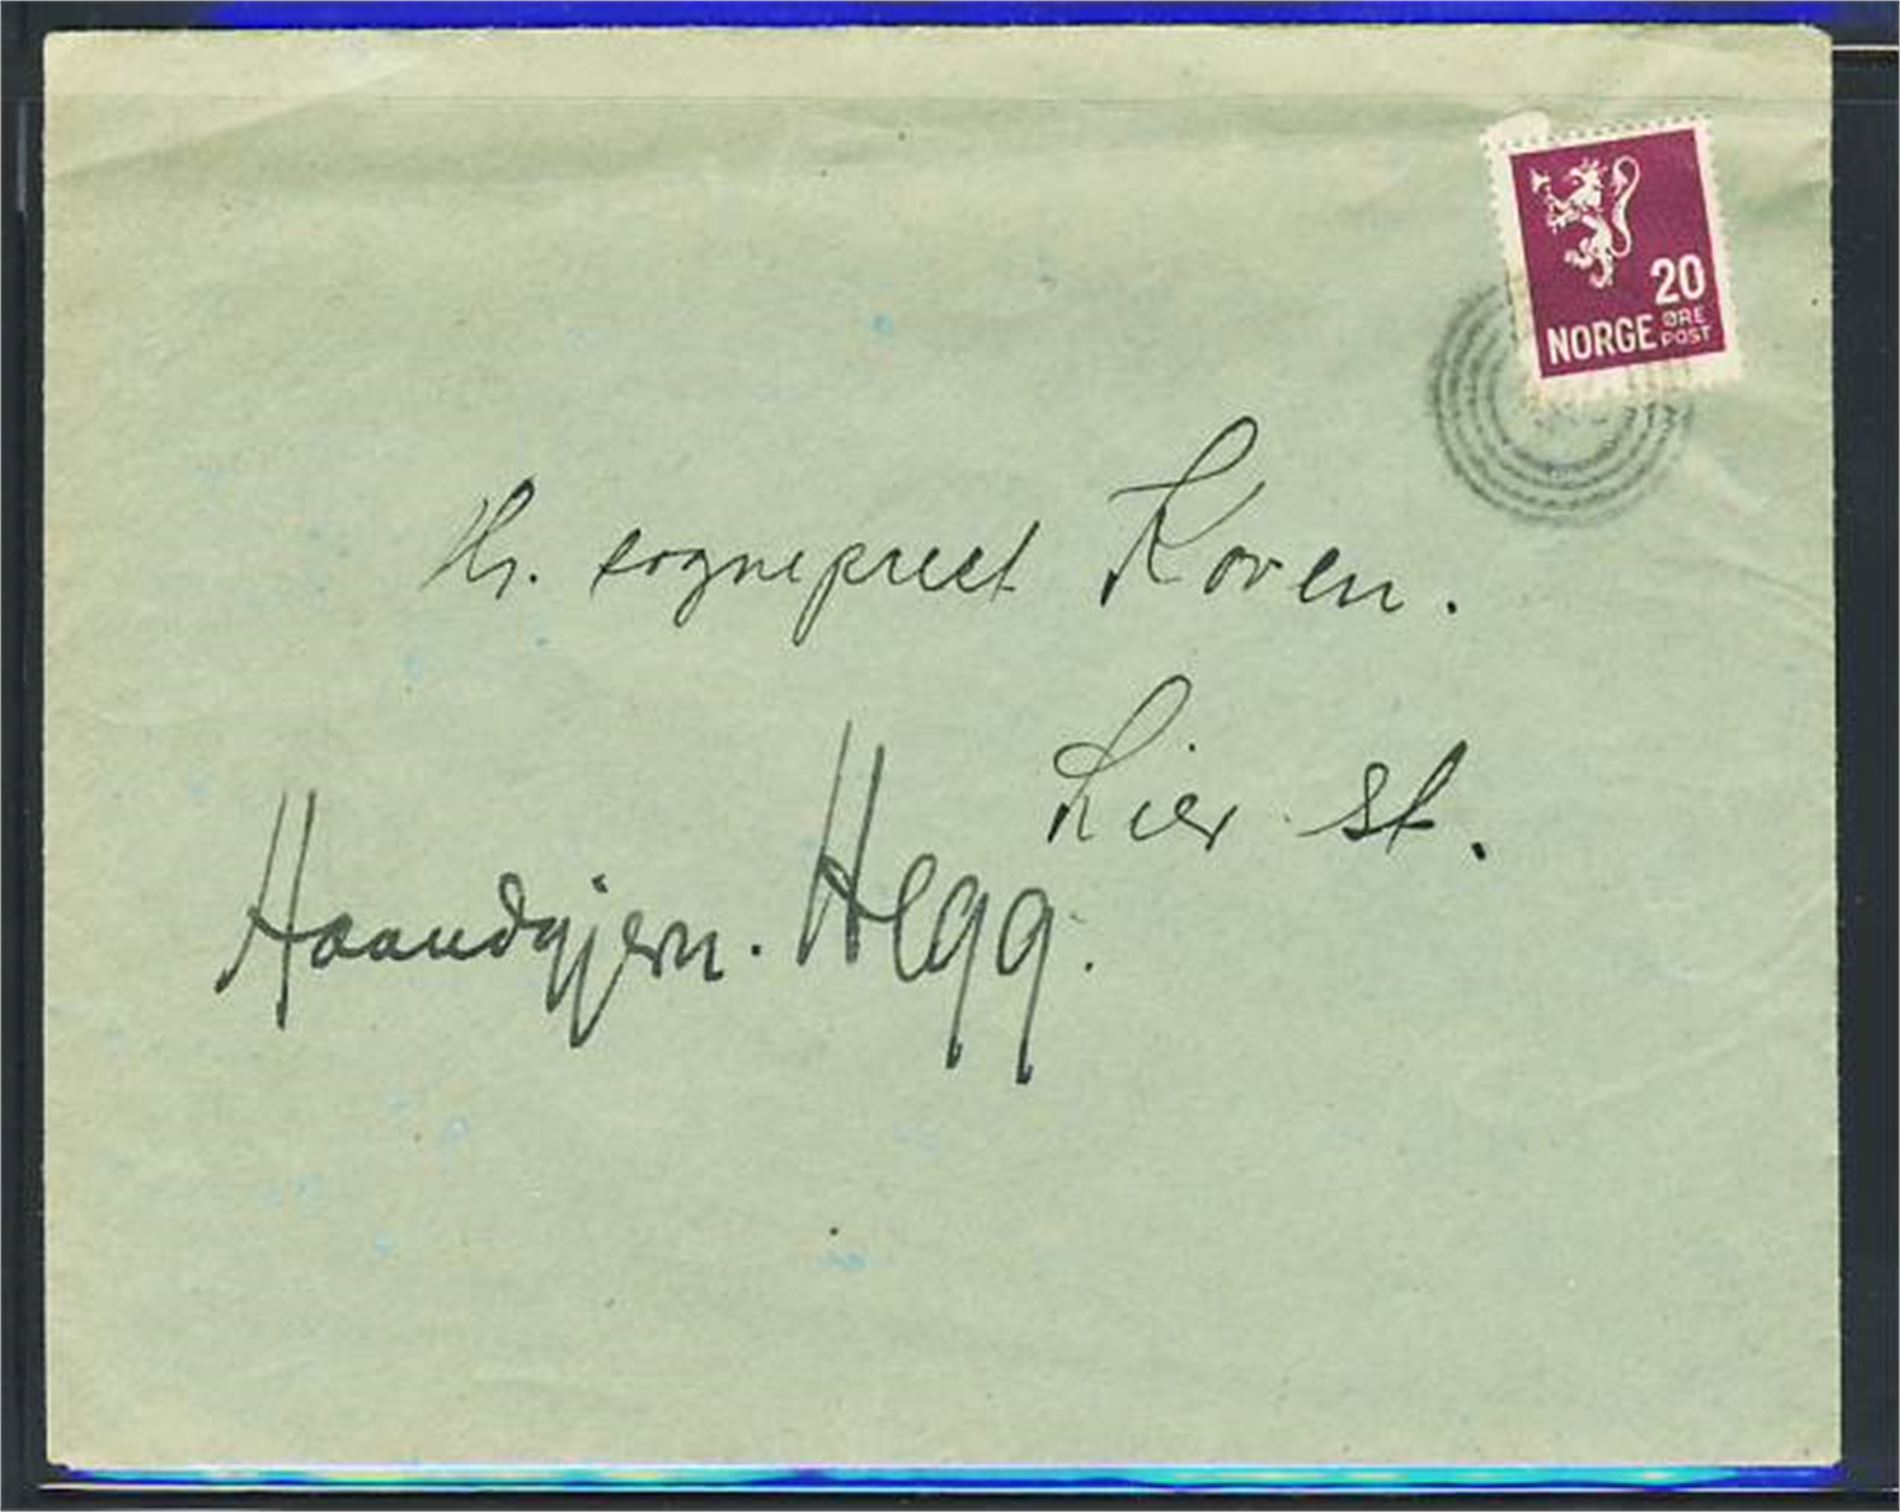 20
NORGE ØRE
POST
Hr. sogneprest Koren.
Lier st.
Haandgjern. Hegg.